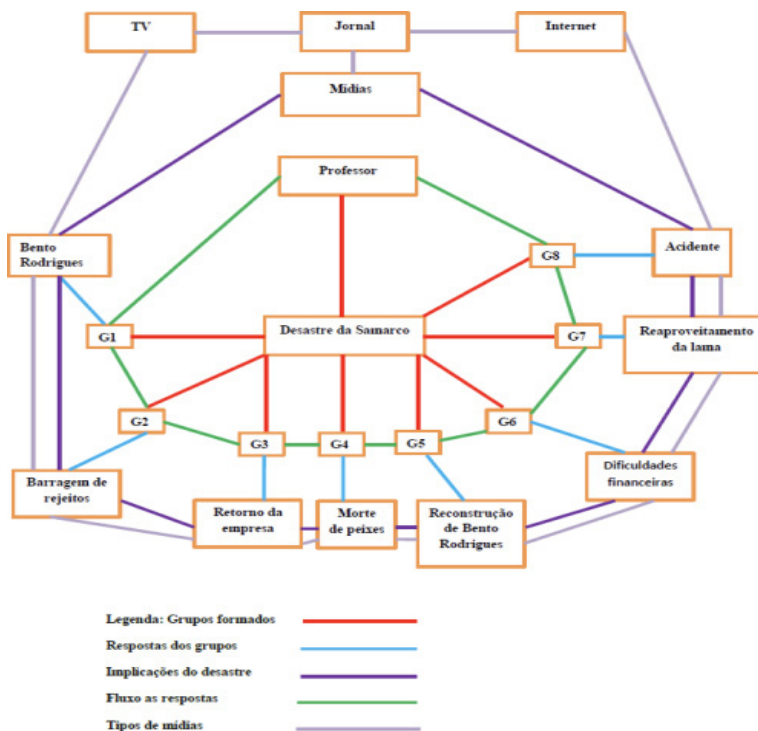 TV
Jornal
Internet
Mídias
Professor
Bento
Rodrigues
G8
Acidente
G1
Desastre da Samarco
G7
Reaproveitamento
da lama
G2
G3
G4
G5
G6
Barragem de
rejeitos
Retorno da
empresa
Morte
de peixes
Reconstrução
de Bento
Rodrigues
Dificuldades
financeiras
Legenda: Grupos formados
Respostas dos grupos
Implicações do desastre
Fluxo as respostas
Tipos de mídias